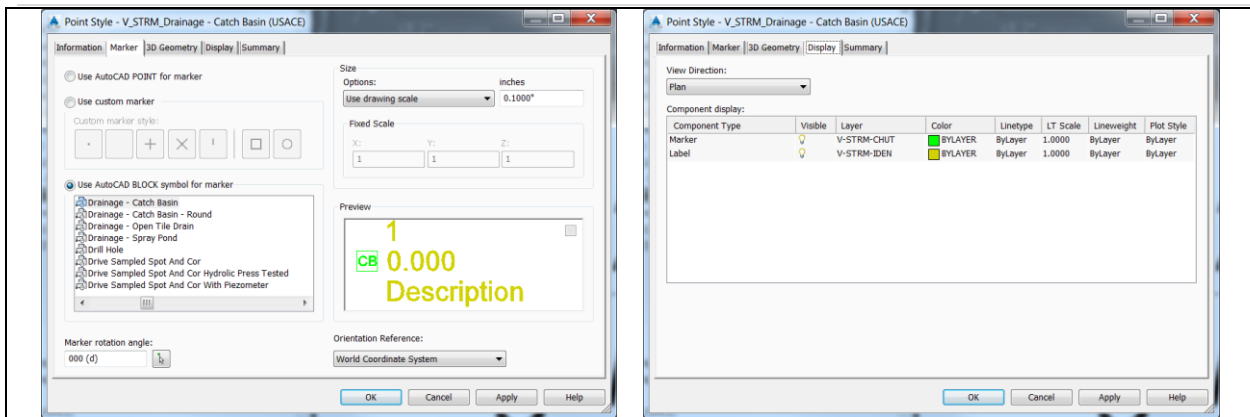 Point Style - V_STRM_Drainage - Catch Basin (USACE)
Information
Marker
3D Geometry
Display
Summary
Use AutoCAD POINT for marker
Use custom marker
Custom marker style:
Use AutoCAD BLOCK symbol for marker
Drainage - Catch Basin
Drainage - Catch Basin - Round
Drainage - Open Tile Drain
Drainage - Spray Pond
Drill Hole
Drive Sampled Spot And Cor
Drive Sampled Spot And Cor Hydrolic Press Tested
Drive Sampled Spot And Cor With Piezometer
Marker rotation angle:
000 (d)
Size
Options:
inches
Use drawing scale
0.1000"
Fixed Scale
X:
Y:
Z:
1
1
1
Preview
1
CB 0.000
Description
Orientation Reference:
World Coordinate System
OK
Cancel
Apply
Help
Point Style - V_STRM_Drainage - Catch Basin (USACE)
Information
Marker
3D Geometry
Display
Summary
View Direction:
Plan
Component display:
Component Type Visible Layer Color Linetype LT Scale Lineweight Plot Style
Marker V-STRM-CHUT BYLAYER ByLayer 1.0000 ByLayer ByLayer
Label V-STRM-IDEN BYLAYER ByLayer 1.0000 ByLayer ByLayer
OK
Cancel
Apply
Help